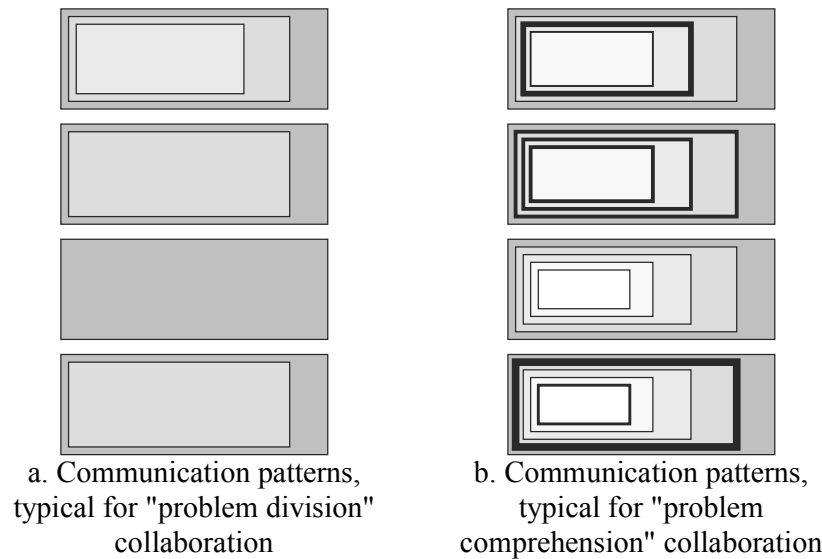 a. Communication patterns,
typical for "problem division"
collaboration
b. Communication patterns,
typical for "problem
comprehension" collaboration